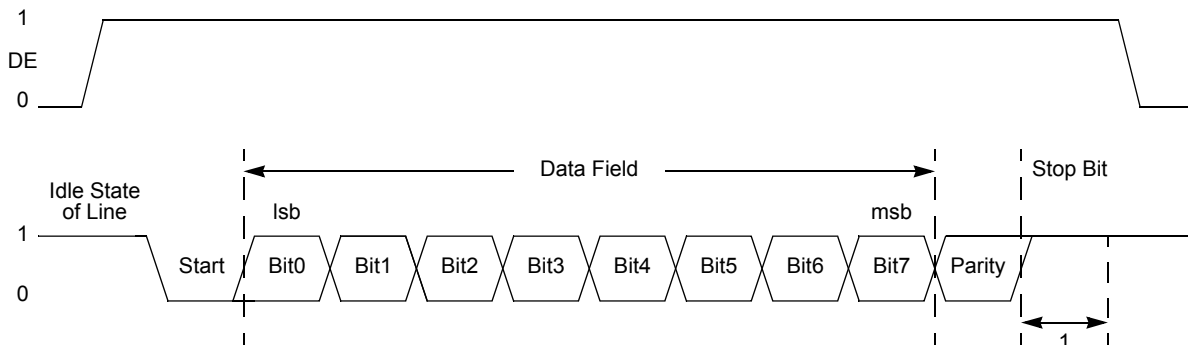 1
DE
0
Data Field
Stop Bit
Idle State
of Line
lsb
msb
1
Start
Bit0
Bit1
Bit2
Bit3
Bit4
Bit5
Bit6
Bit7
Parity
0
1